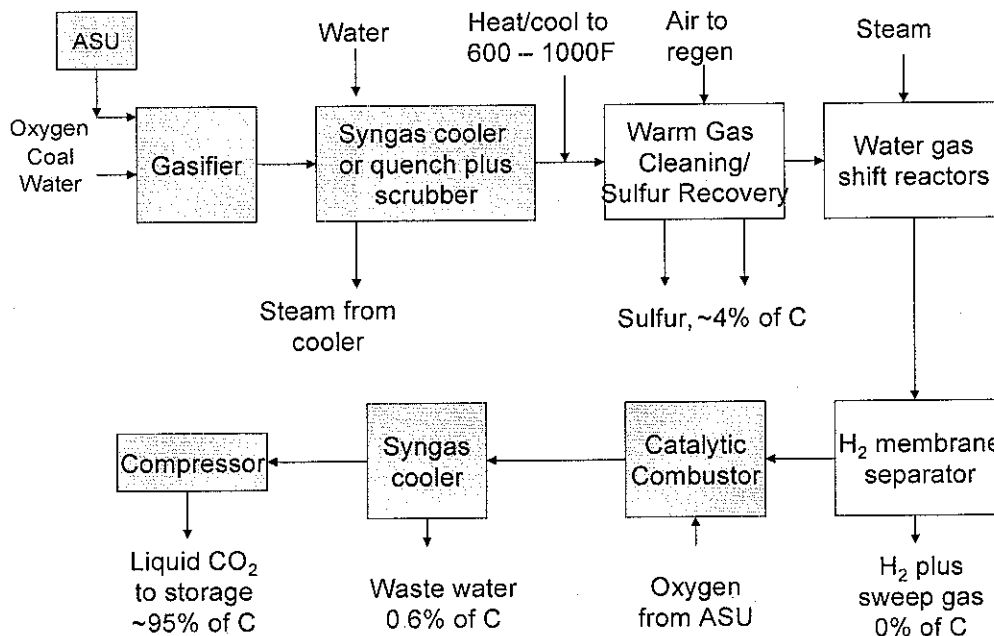 ASU
Oxygen
Coal
Water
Gasifier
Water
Syngas cooler
or quench plus
scrubber
Steam from
cooler
Heat/cool to
600 – 1000F
Air to
regen
Warm Gas
Cleaning/
Sulfur Recovery
Sulfur, ~4% of C
Steam
Water gas
shift reactors
H₂ membrane
separator
H₂ plus
sweep gas
0% of C
Catalytic
Combustor
Oxygen
from ASU
Syngas
cooler
Waste water
0.6% of C
Compressor
Liquid CO₂
to storage
~95% of C